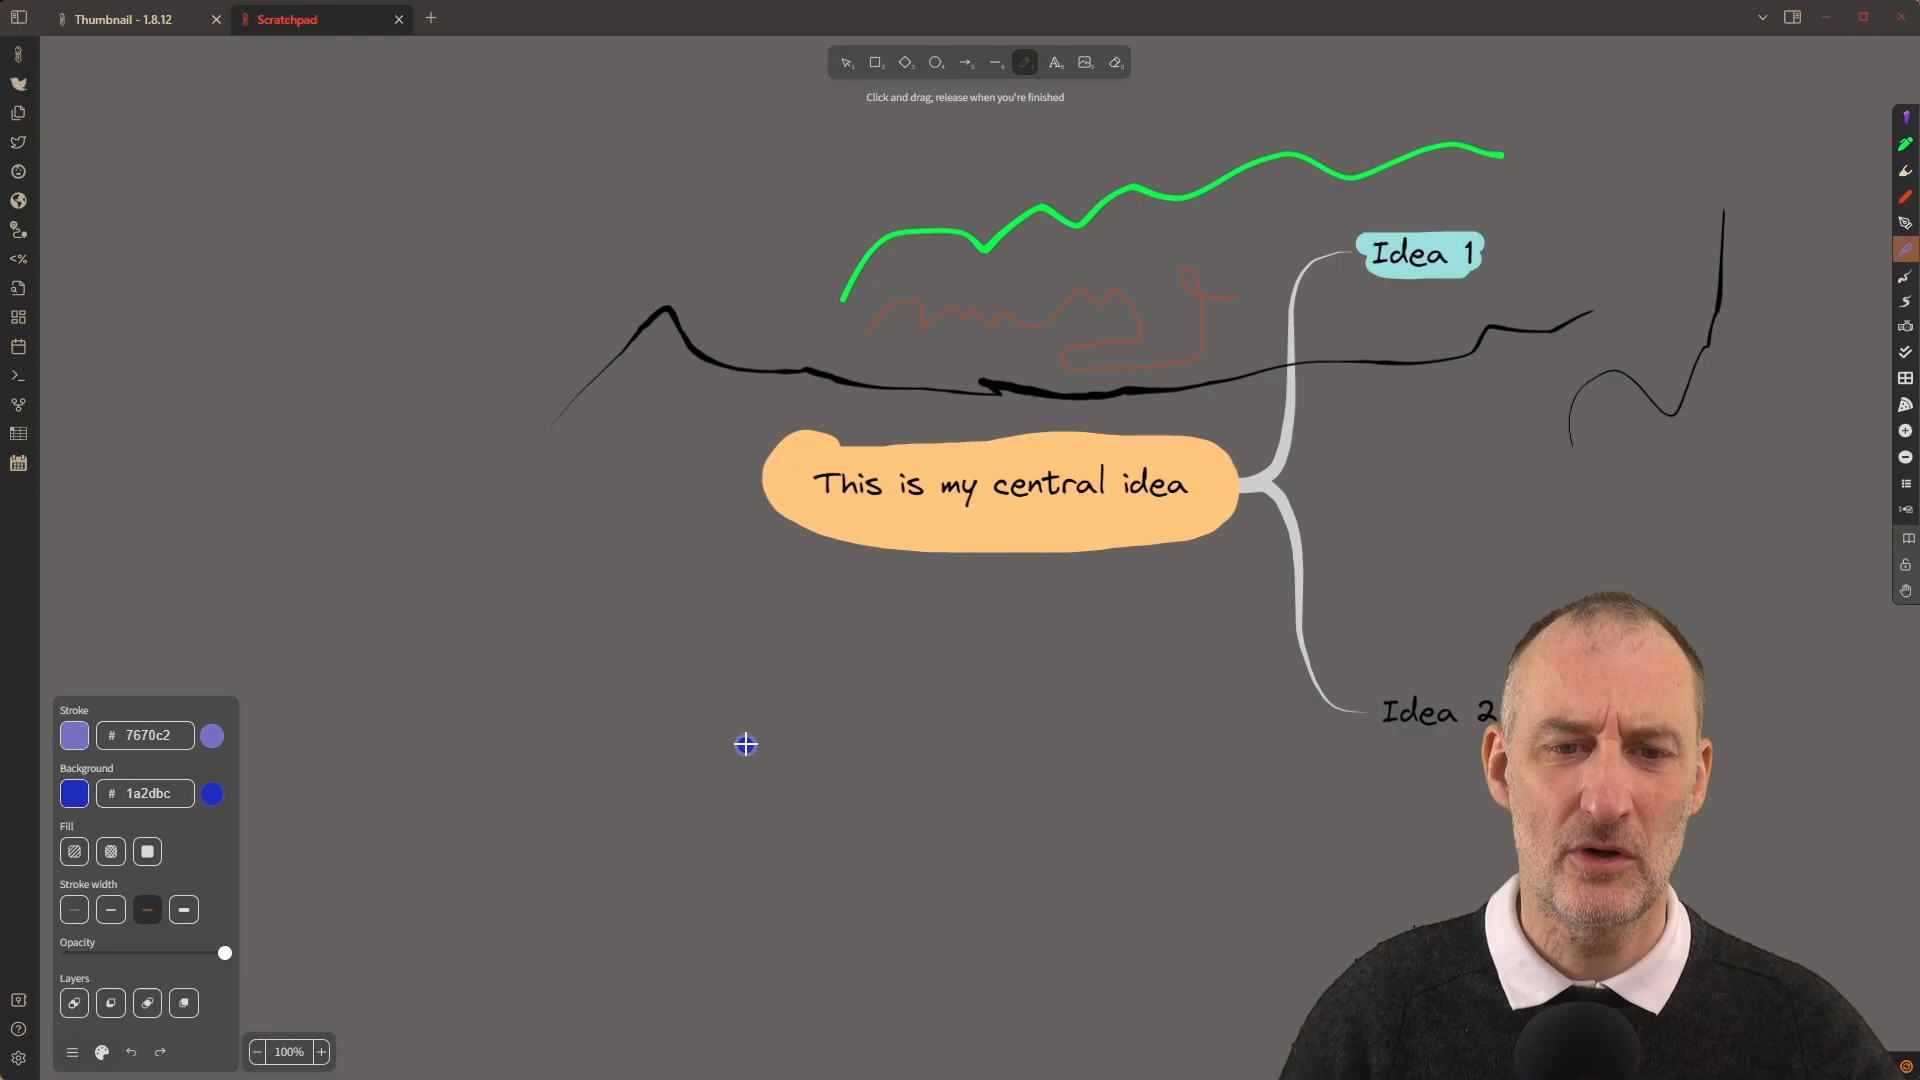 Thumbnail - 1.8.12
Scratchpad
Click and drag, release when you're finished
Idea 1
This is my central idea
Idea 2
Stroke
# 7670c2
Background
# 1a2dbc
Fill
Stroke width
Opacity
Layers
100%